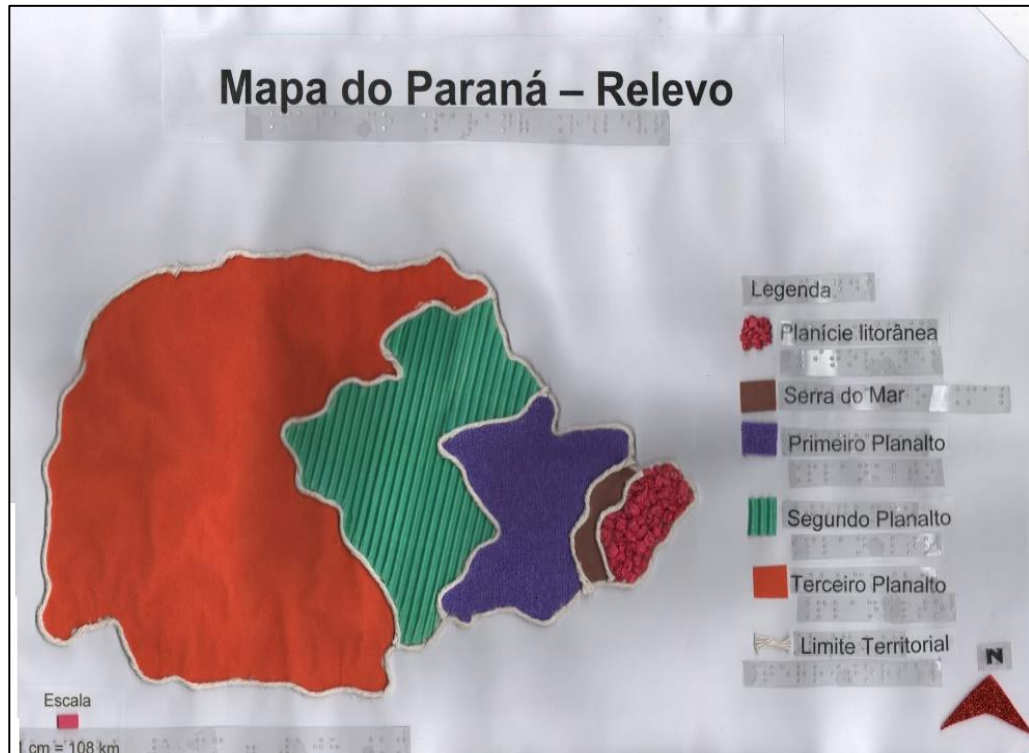 Mapa do Paraná – Relevo
Legenda
Planície litorânea
Serra do Mar
Primeiro Planalto
Segundo Planalto
Terceiro Planalto
Limite Territorial
N
Escala
1 cm = 108 km